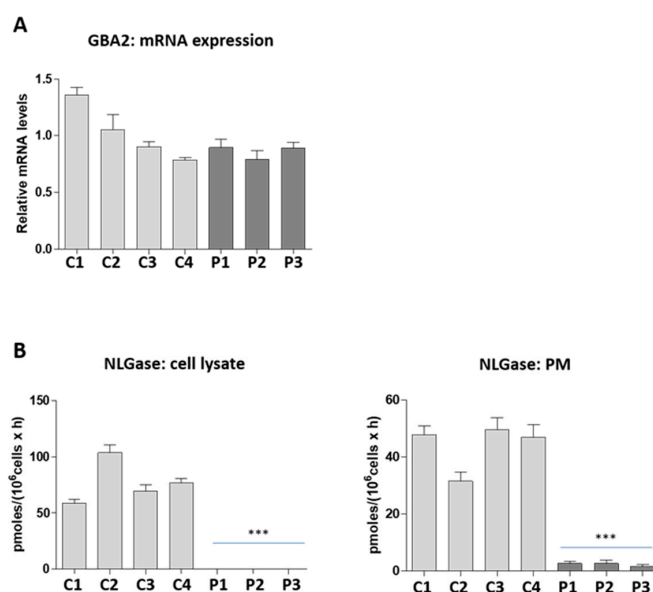 A
GBA2: mRNA expression
Relative mRNA levels
1.5
1.0
0.5
0.0
C1 C2 C3 C4 P1 P2 P3
B
NLGase: cell lysate
pmoles/(10⁶cells x h)
150
100
50
0
***
C1 C2 C3 C4 P1 P2 P3
NLGase: PM
pmoles/(10⁶cells x h)
60
40
20
0
***
C1 C2 C3 C4 P1 P2 P3